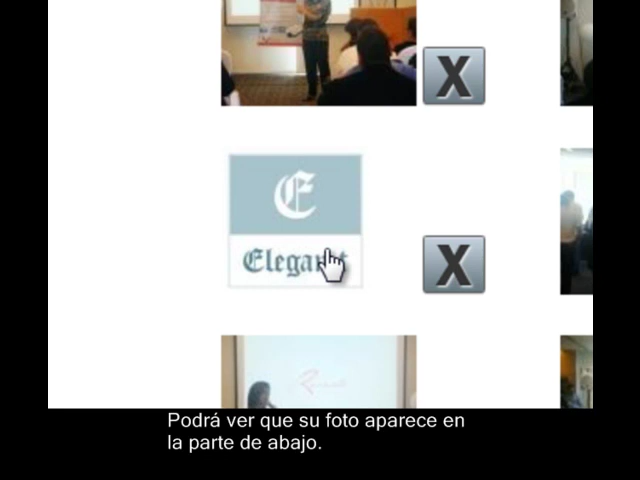 X
E
Elegant
X
Podrá ver que su foto aparece en
la parte de abajo.